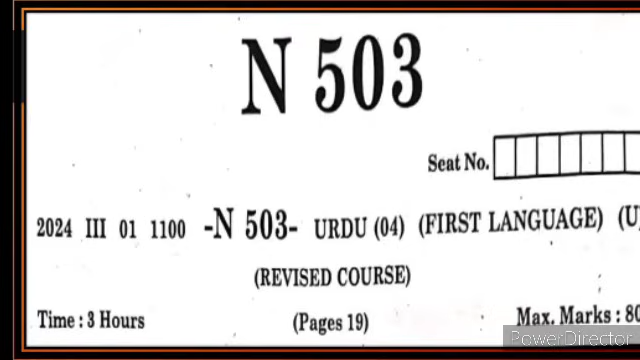 N 503
Seat No.
2024 III 01 1100 -N 503- URDU (04) (FIRST LANGUAGE) (U
(REVISED COURSE)
Time : 3 Hours
(Pages 19)
Max. Marks : 80
PowerDirector